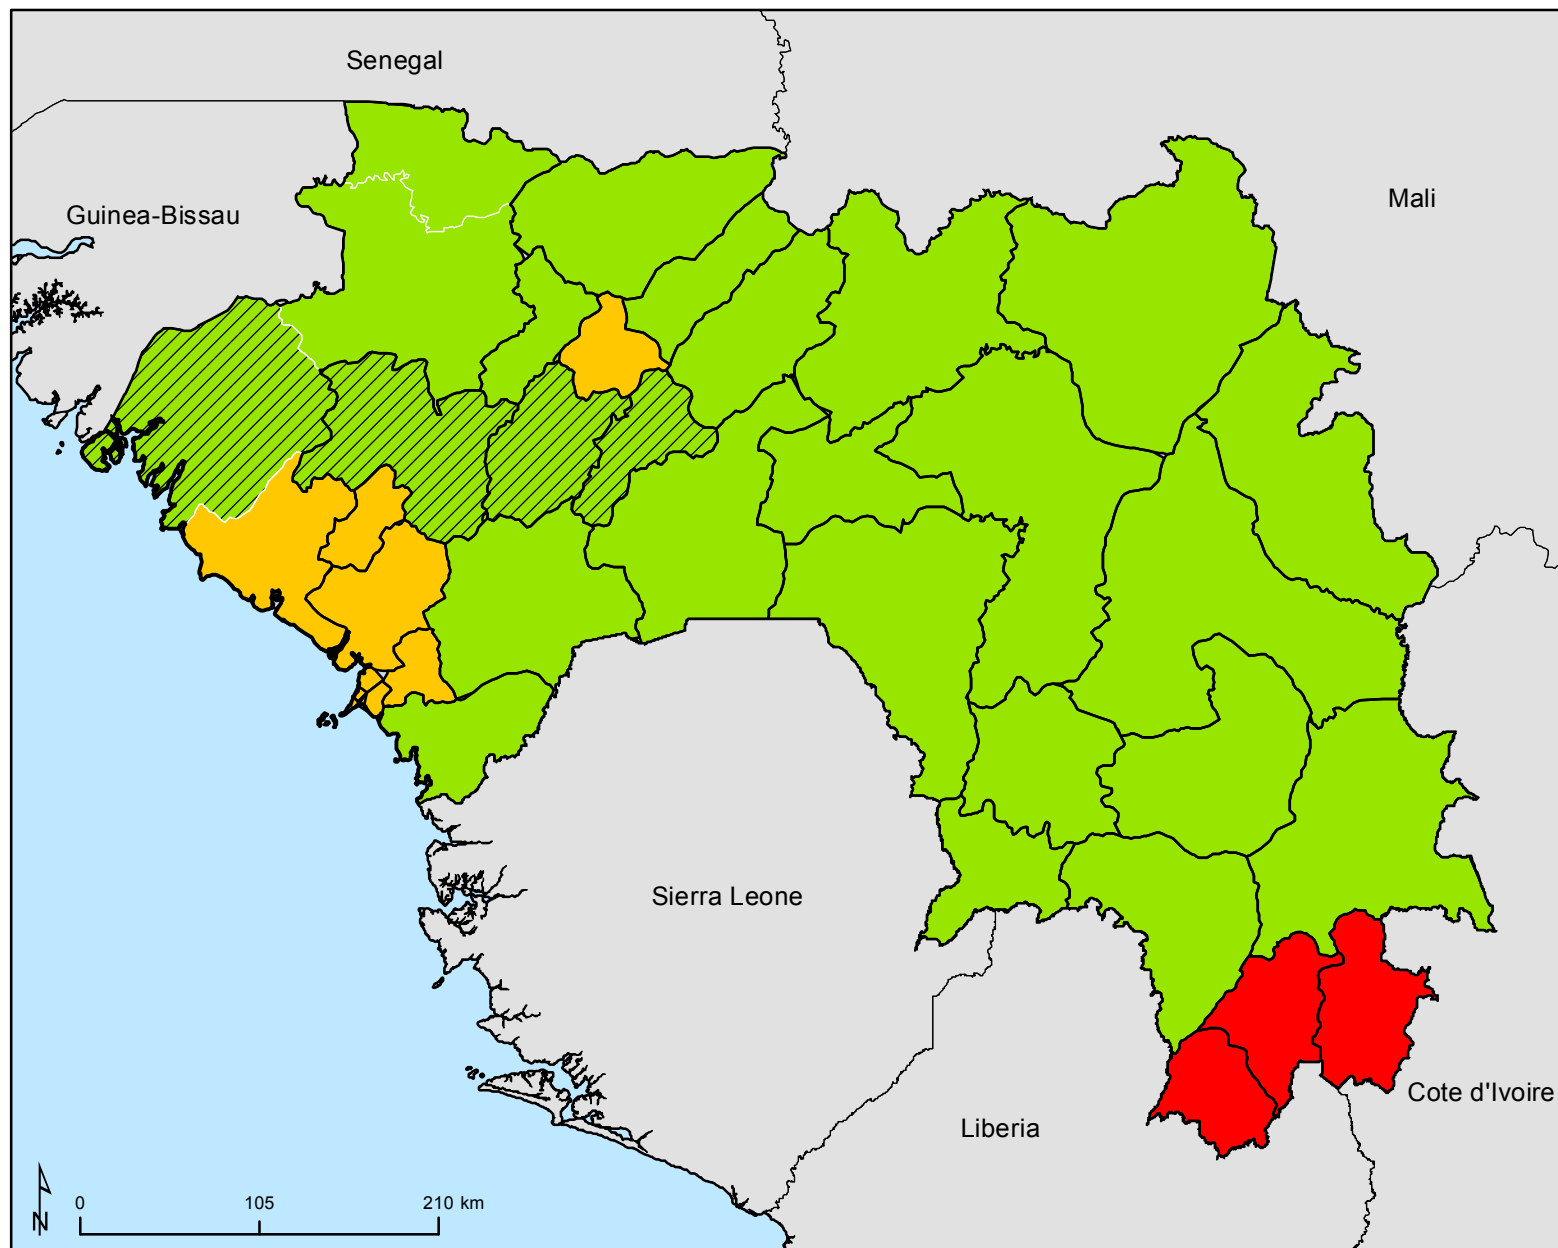 Senegal
Mali
Guinea-Bissau
Sierra Leone
Cote d'Ivoire
Liberia
0 105 210 km
N